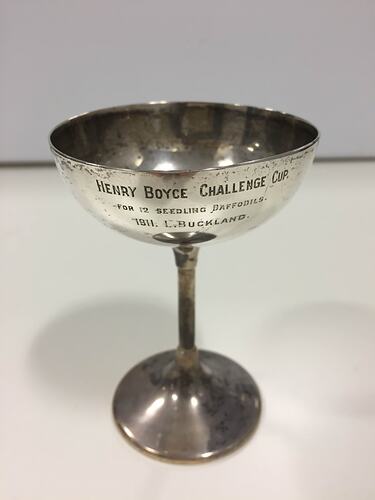 HENRY BOYCE CHALLENGE CUP.
FOR 12 SEEDLING DAFFODILS.
1911. L. BUCKLAND.